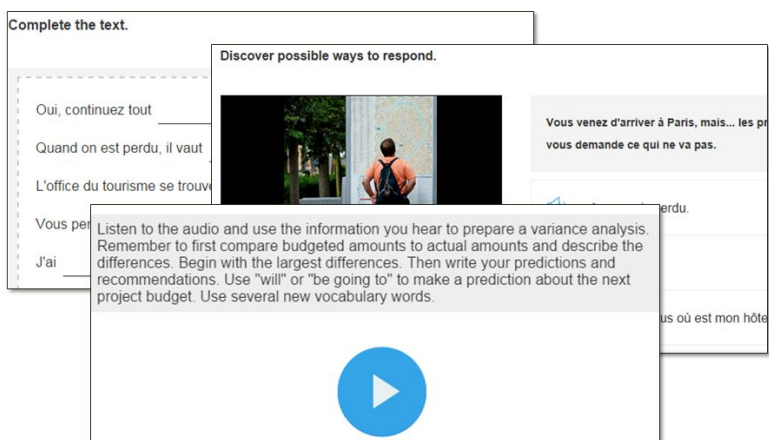 Complete the text.
Oui, continuez tout
Quand on est perdu, il vaut
L'office du tourisme se trouve
Vous
J'ai
Discover possible ways to respond.
Vous venez d'arriver à Paris, mais... les
vous demande ce qui ne va pas.
où est mon
Listen to the audio and use the information you hear to prepare a variance analysis.
Remember to first compare budgeted amounts to actual amounts and describe the
differences. Begin with the largest differences. Then write your predictions and
recommendations. Use "will" or "be going to" to make a prediction about the next
project budget. Use several new vocabulary words.